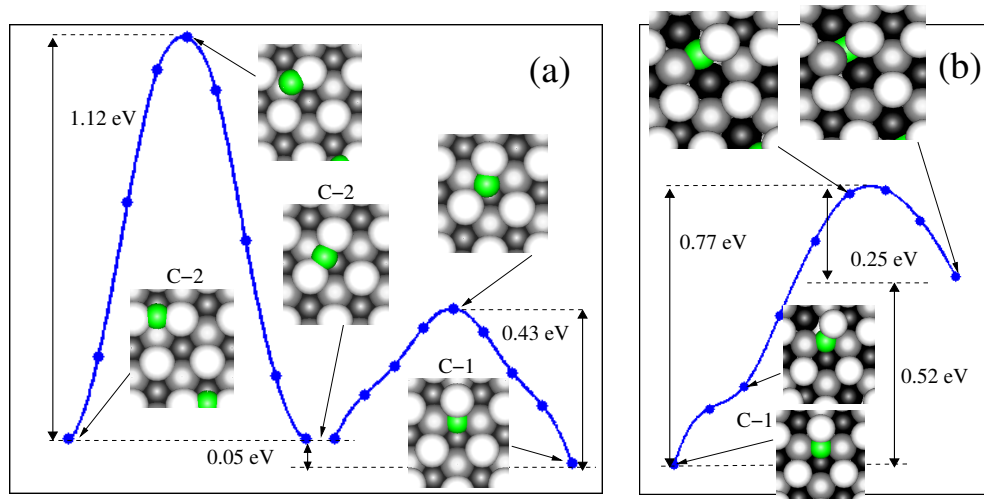 (a)
1.12 eV
C−2
C−2
0.43 eV
C−1
0.05 eV
(b)
0.77 eV
0.25 eV
0.52 eV
C−1